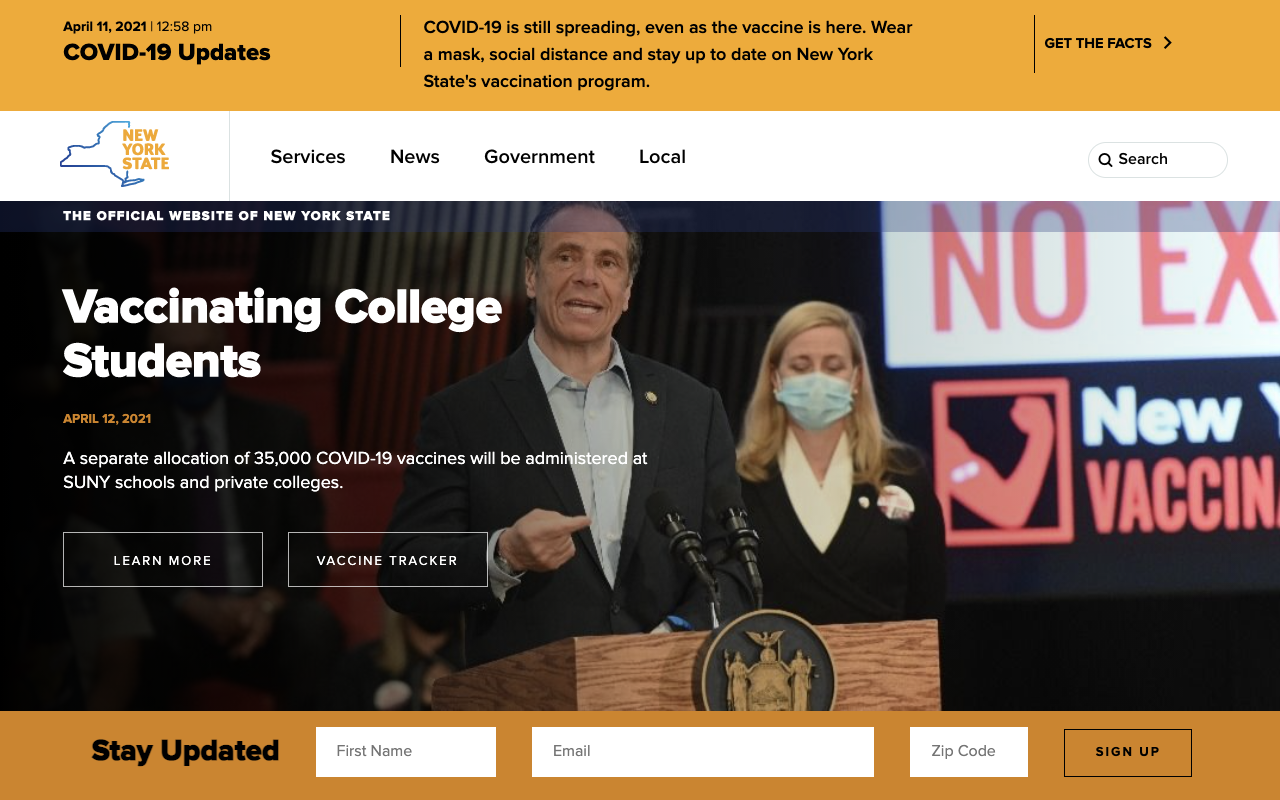 April 11, 2021 | 12:58 pm
COVID-19 Updates
COVID-19 is still spreading, even as the vaccine is here. Wear
a mask, social distance and stay up to date on New York
State's vaccination program.
GET THE FACTS
NEW
YORK
STATE
Services News Government Local
Search
THE OFFICIAL WEBSITE OF NEW YORK STATE
NO EX
Vaccinating College
Students
New Y
VACCIN
APRIL 12, 2021
A separate allocation of 35,000 COVID-19 vaccines will be administered at
SUNY schools and private colleges.
LEARN MORE
VACCINE TRACKER
Stay Updated
First Name
Email
Zip Code
SIGN UP